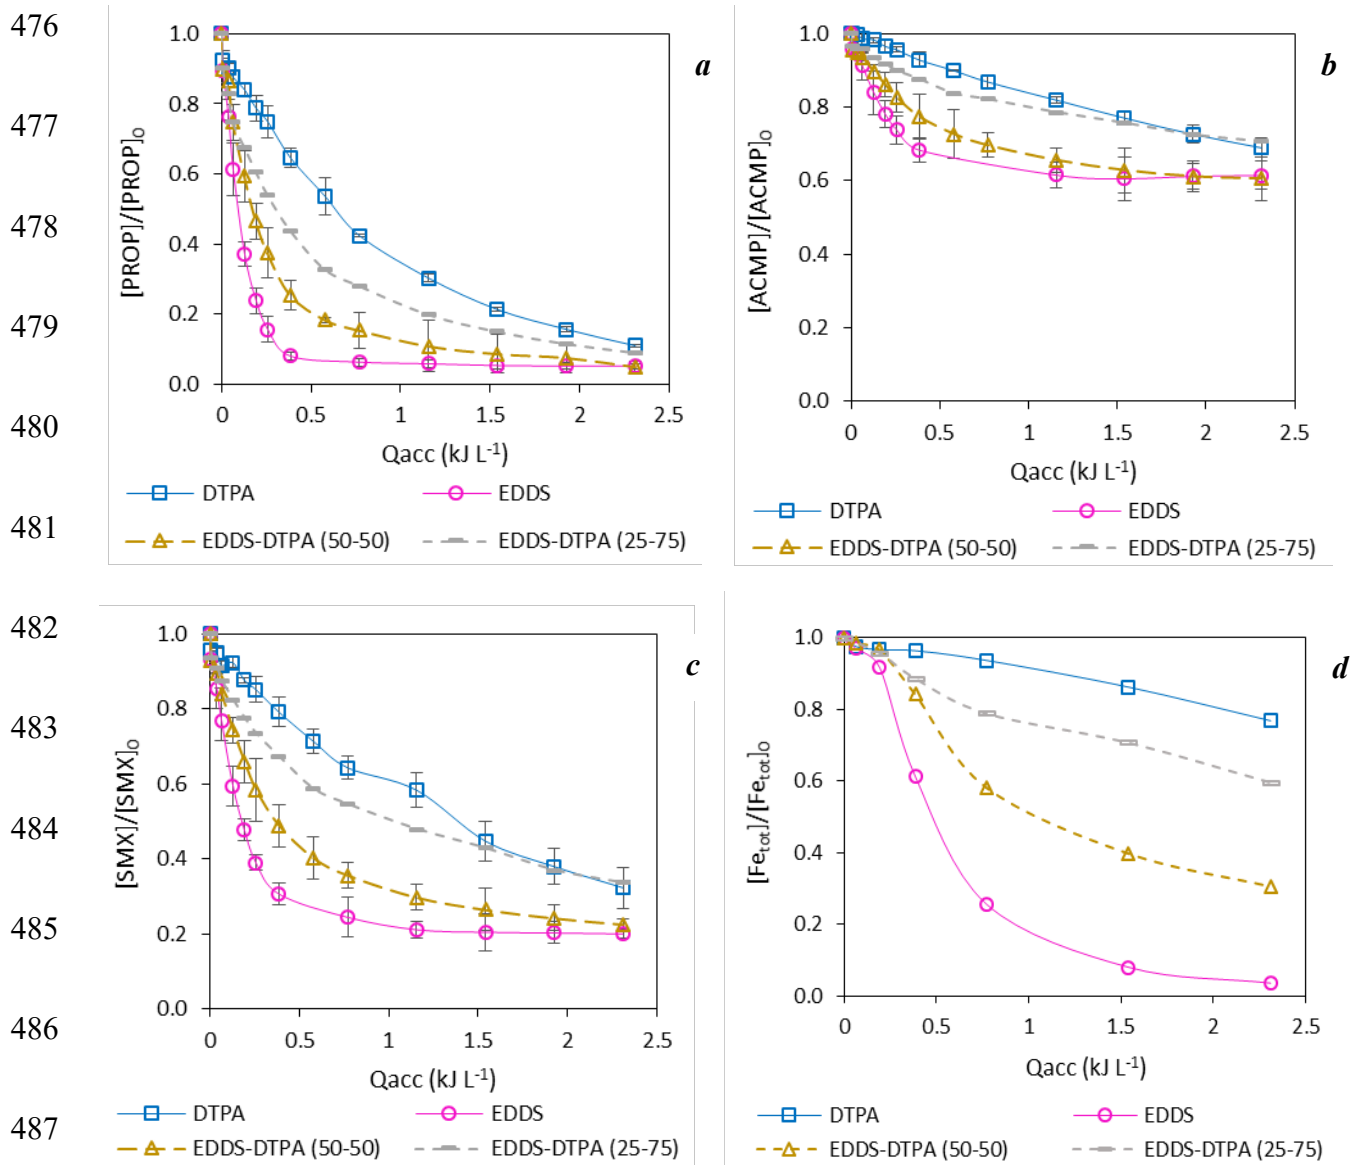 476
477
478
479
480
481
a
[PROP]/[PROP]₀
1.0
0.8
0.6
0.4
0.2
0.0
0 0.5 1 1.5 2 2.5
Qacc (kJ L⁻¹)
DTPA EDDS
EDDS-DTPA (50-50) EDDS-DTPA (25-75)
b
[ACMP]/[ACMP]₀
1.0
0.8
0.6
0.4
0.2
0.0
0 0.5 1 1.5 2 2.5
Qacc (kJ L⁻¹)
DTPA EDDS
EDDS-DTPA (50-50) EDDS-DTPA (25-75)
482
483
484
485
486
487
c
[SMX]/[SMX]₀
1.0
0.8
0.6
0.4
0.2
0.0
0 0.5 1 1.5 2 2.5
Qacc (kJ L⁻¹)
DTPA EDDS
EDDS-DTPA (50-50) EDDS-DTPA (25-75)
d
[Feₜₒₜ]/[Feₜₒₜ]₀
1.0
0.8
0.6
0.4
0.2
0.0
0 0.5 1 1.5 2 2.5
Qacc (kJ L⁻¹)
DTPA EDDS
EDDS-DTPA (50-50) EDDS-DTPA (25-75)